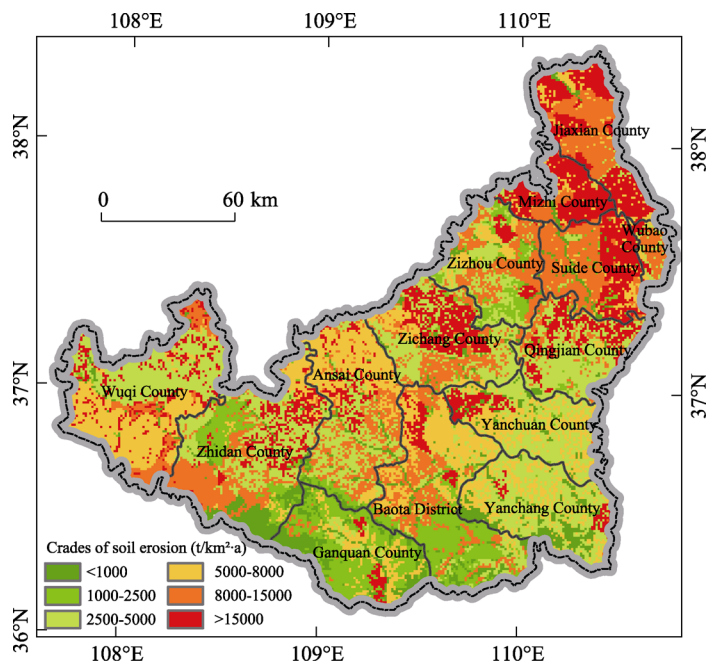 108°E 109°E 110°E
38°N 38°N
Jiaxian County
0 60 km
Mizhi County
Wubao
County
Zizhou County Suide County
Zichang County
Qingjian County
Ansai County
37°N 37°N
Wuqi County
Yanchuan County
Zhidan County
Baota District Yanchang County
Ganquan County
Crades of soil erosion (t/km²·a)
<1000 5000-8000
1000-2500 8000-15000
2500-5000 >15000
36°N 36°N
108°E 109°E 110°E